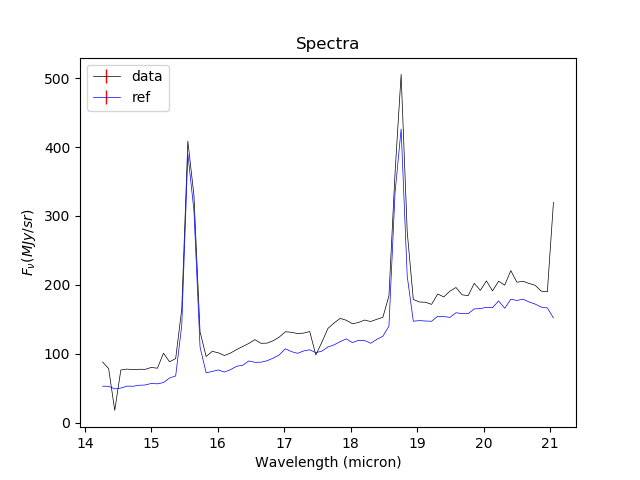 Spectra
data
ref
500
400
300
200
100
0
F_ν(MJy/sr)
14 15 16 17 18 19 20 21
Wavelength (micron)